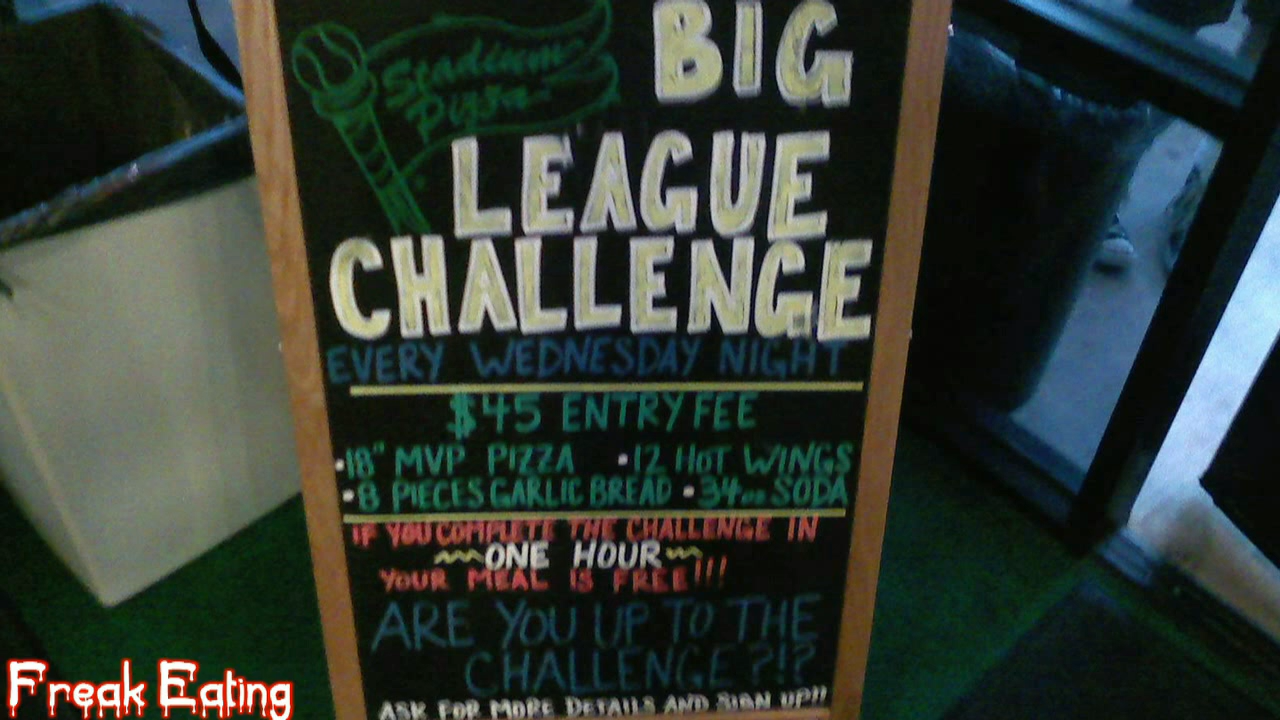 Stadium
Pizza
BIG
LEAGUE
CHALLENGE
EVERY WEDNESDAY NIGHT
$45 ENTRY FEE
•18" MVP PIZZA •12 HOT WINGS
•8 PIECES GARLIC BREAD •34oz SODA
IF YOU COMPLETE THE CHALLENGE IN
~~ONE HOUR~~
YOUR MEAL IS FREE!!!
ARE YOU UP TO THE
CHALLENGE?!?
ASK FOR MORE DETAILS AND SIGN UP!!
Freak Eating